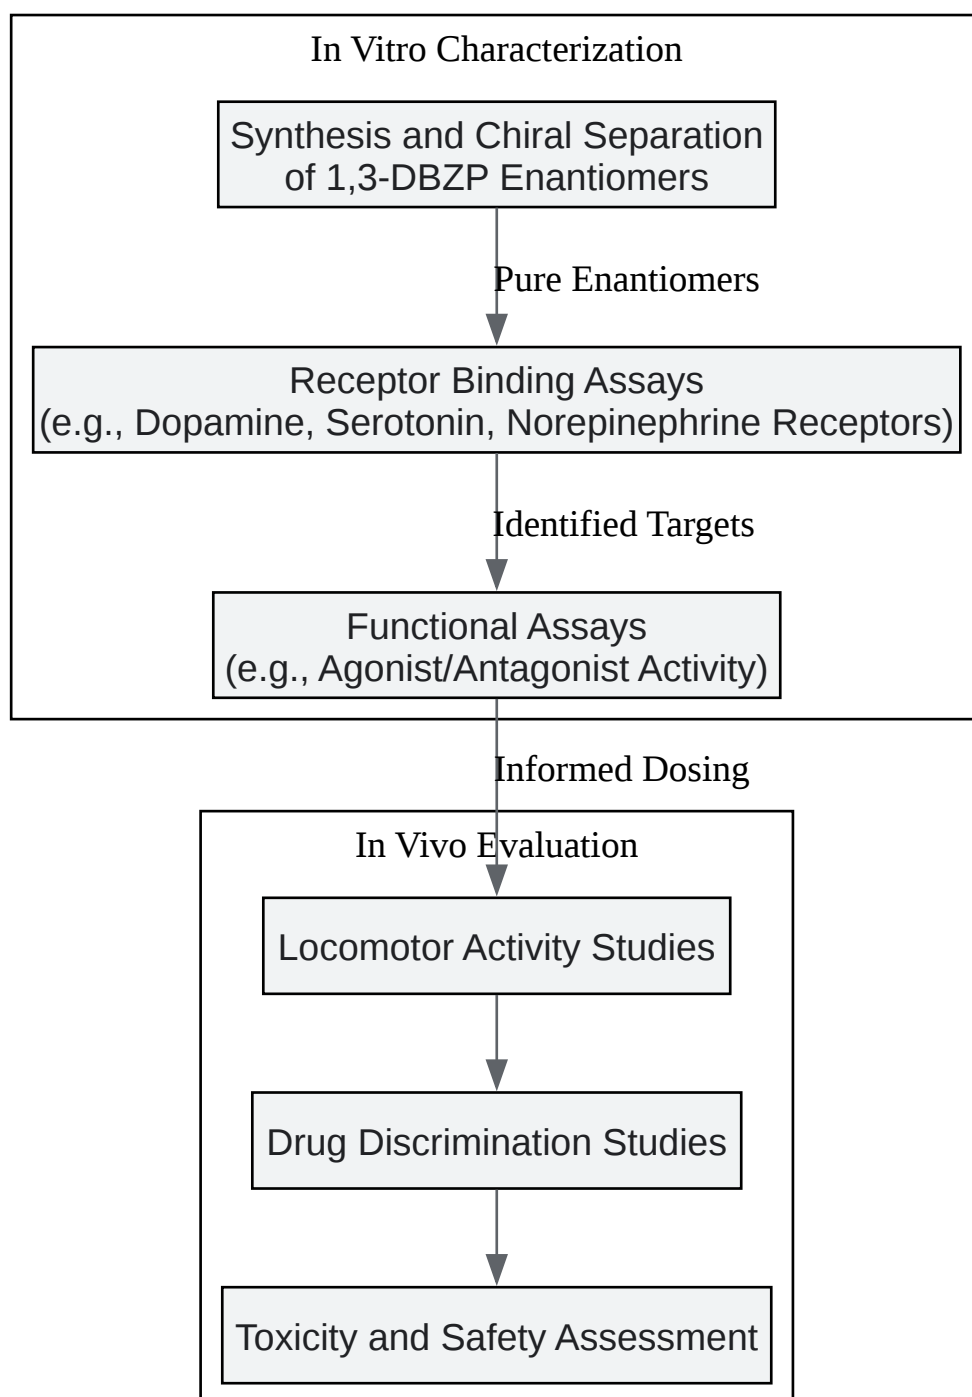 In Vitro Characterization
Synthesis and Chiral Separation
of 1,3-DBZP Enantiomers
Pure Enantiomers
Receptor Binding Assays
(e.g., Dopamine, Serotonin, Norepinephrine Receptors)
Identified Targets
Functional Assays
(e.g., Agonist/Antagonist Activity)
Informed Dosing
In Vivo Evaluation
Locomotor Activity Studies
Drug Discrimination Studies
Toxicity and Safety Assessment